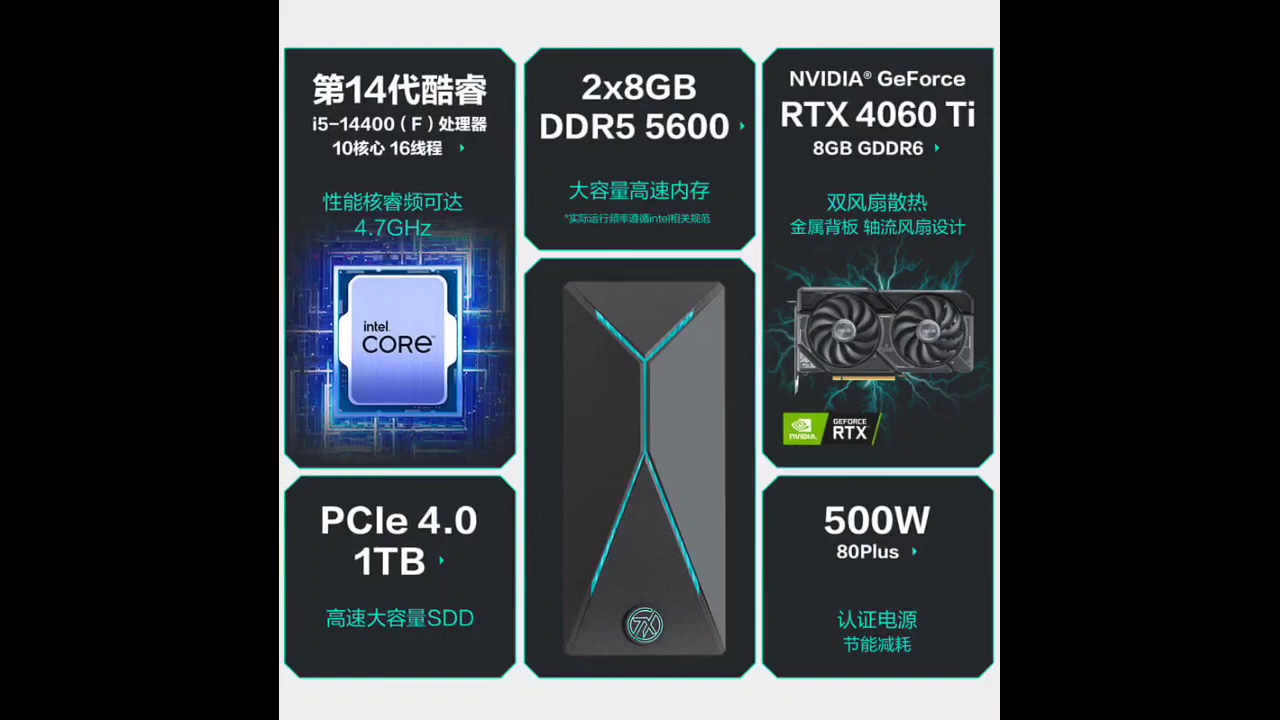 第14代酷睿
i5-14400（F）处理器
10核心 16线程
性能核睿频可达
4.7GHz
intel.
CORE™
2x8GB
DDR5 5600
大容量高速内存
*实际运行频率遵循intel相关规范
NVIDIA® GeForce
RTX 4060 Ti
8GB GDDR6
双风扇散热
金属背板 轴流风扇设计
NVIDIA.
GEFORCE
RTX™
PCIe 4.0
1TB
高速大容量SDD
TX
500W
80Plus
认证电源
节能减耗